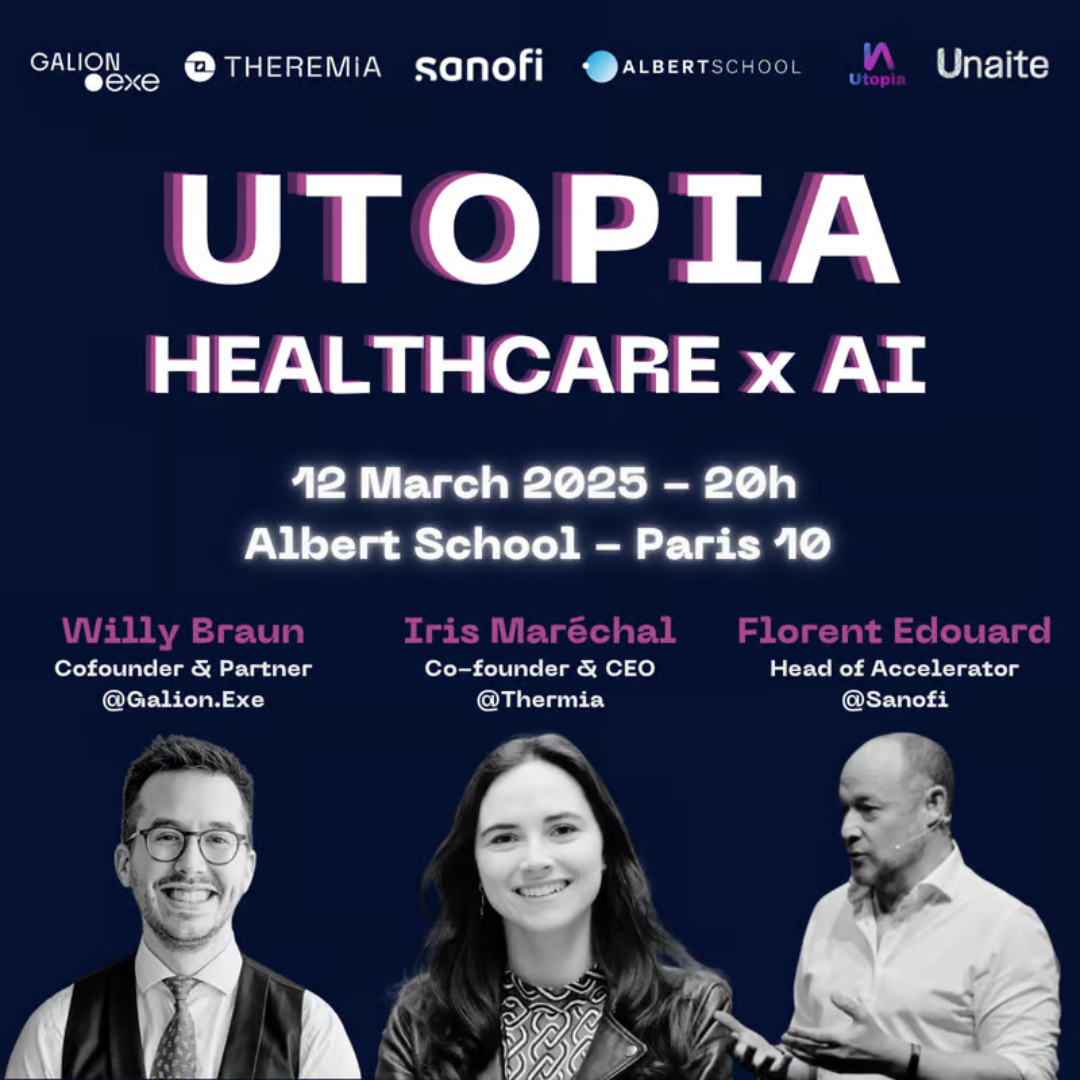 GALION
exe
THEREMiA
sanofi
ALBERTSCHOOL
Utopia
Unaite
UTOPIA
HEALTHCARE x AI
12 March 2025 – 20h
Albert School – Paris 10
Willy Braun
Cofounder & Partner
@Galion.Exe
Iris Maréchal
Co-founder & CEO
@Thermia
Florent Edouard
Head of Accelerator
@Sanofi